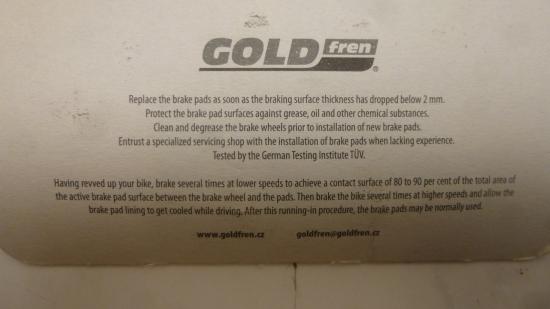 GOLD fren®
Replace the brake pads as soon as the braking surface thickness has dropped below 2 mm.
Protect the brake pad surfaces against grease, oil and other chemical substances.
Clean and degrease the brake wheels prior to installation of new brake pads.
Entrust a specialized servicing shop with the installation of brake pads when lacking experience.
Tested by the German Testing Institute TÜV.
Having revved up your bike, brake several times at lower speeds to achieve a contact surface of 80 to 90 per cent of the total area of
the active brake pad surface between the brake wheel and the pads. Then brake the bike several times at higher speeds and allow the
brake pad lining to get cooled while driving. After this running-in procedure, the brake pads may be normally used.
www.goldfren.cz goldfren@goldfren.cz